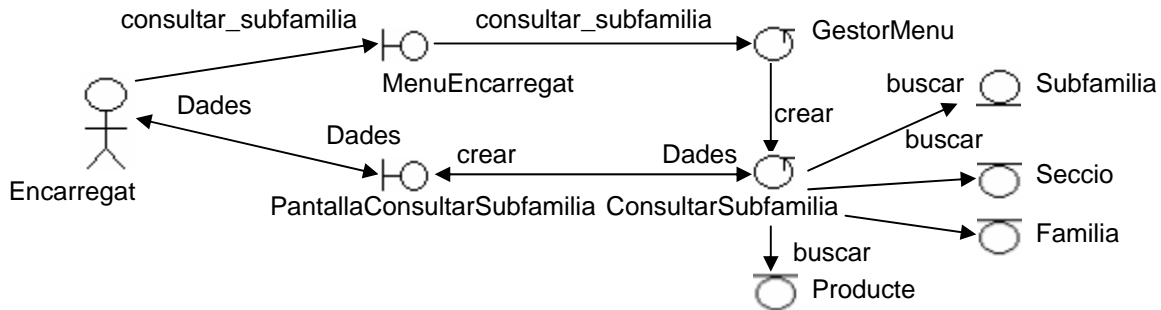 consultar_subfamilia
consultar_subfamilia
GestorMenu
MenuEncarregat
buscar
Subfamilia
Dades
crear
buscar
Dades
crear
Dades
Seccio
Encarregat
PantallaConsultarSubfamilia
ConsultarSubfamilia
Familia
buscar
Producte